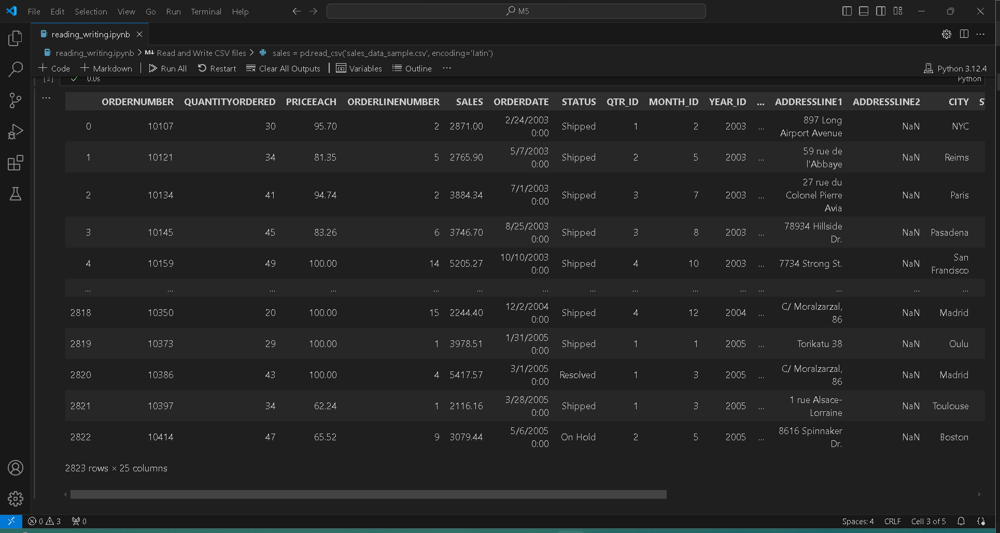 File Edit Selection View Go Run Terminal Help M5
reading_writing.ipynb
reading_writing.ipynb > M↓ Read and Write CSV files > sales = pd.read_csv('sales_data_sample.csv', encoding='latin')
+ Code + Markdown | Run All Restart Clear All Outputs | Variables Outline ... Python 3.12.4
[2] 0.0s Python
...
ORDERNUMBER QUANTITYORDERED PRICEEACH ORDERLINENUMBER SALES ORDERDATE STATUS QTR_ID MONTH_ID YEAR_ID ... ADDRESSLINE1 ADDRESSLINE2 CITY S
0 10107 30 95.70 2 2871.00 2/24/2003 0:00 Shipped 1 2 2003 ... 897 Long Airport Avenue NaN NYC
1 10121 34 81.35 5 2765.90 5/7/2003 0:00 Shipped 2 5 2003 ... 59 rue de l'Abbaye NaN Reims
2 10134 41 94.74 2 3884.34 7/1/2003 0:00 Shipped 3 7 2003 ... 27 rue du Colonel Pierre Avia NaN Paris
3 10145 45 83.26 6 3746.70 8/25/2003 0:00 Shipped 3 8 2003 ... 78934 Hillside Dr. NaN Pasadena
4 10159 49 100.00 14 5205.27 10/10/2003 0:00 Shipped 4 10 2003 ... 7734 Strong St. NaN San Francisco
... ... ... ... ... ... ... ... ... ... ... ... ... ... ...
2818 10350 20 100.00 15 2244.40 12/2/2004 0:00 Shipped 4 12 2004 ... C/ Moralzarzal, 86 NaN Madrid
2819 10373 29 100.00 1 3978.51 1/31/2005 0:00 Shipped 1 1 2005 ... Torikatu 38 NaN Oulu
2820 10386 43 100.00 4 5417.57 3/1/2005 0:00 Resolved 1 3 2005 ... C/ Moralzarzal, 86 NaN Madrid
2821 10397 34 62.24 1 2116.16 3/28/2005 0:00 Shipped 1 3 2005 ... 1 rue Alsace-Lorraine NaN Toulouse
2822 10414 47 65.52 9 3079.44 5/6/2005 0:00 On Hold 2 5 2005 ... 8616 Spinnaker Dr. NaN Boston
2823 rows × 25 columns
0 3 0 Spaces: 4 CRLF Cell 3 of 5